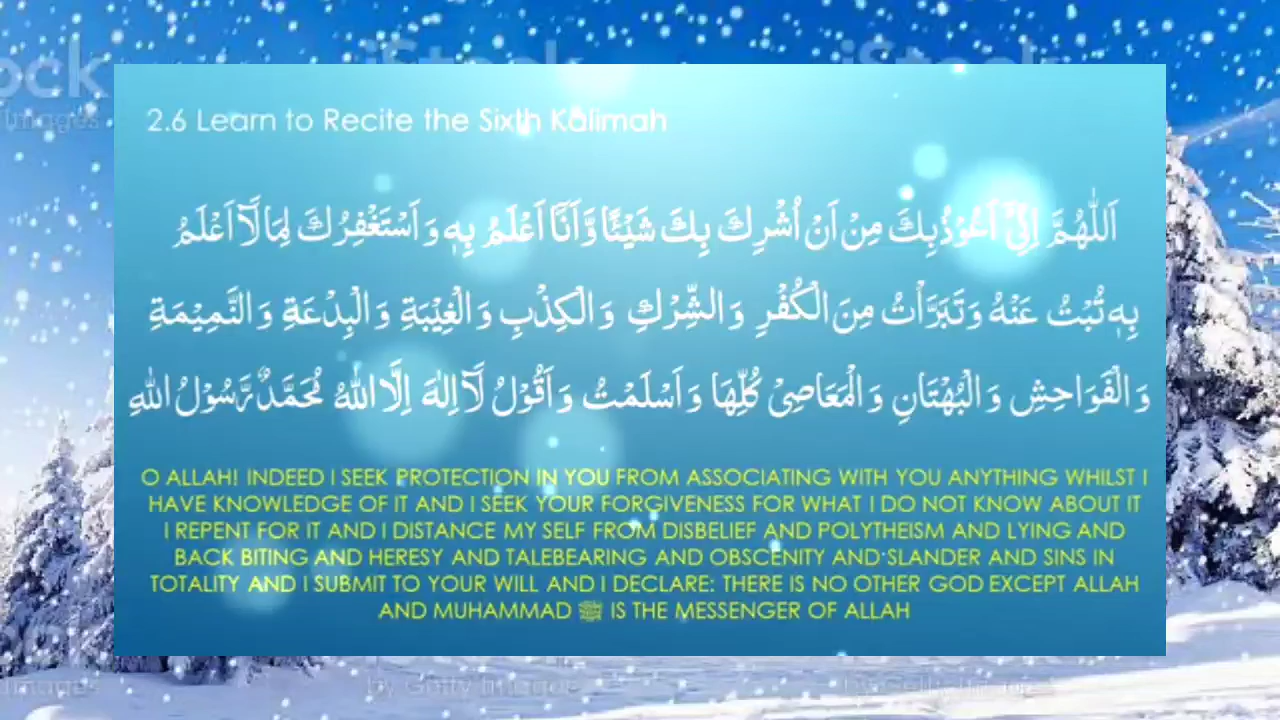 2.6 Learn to Recite the Sixth Kalimah
اَللّٰهُمَّ اِنِّیْۤ اَعُوْذُبِكَ مِنْ اَنْ اُشْرِكَ بِكَ شَیْئًا وَّاَنَا اَعْلَمُ بِهٖ وَ اَسْتَغْفِرُكَ لِمَا لَاۤ اَعْلَمُ
بِهٖ تُبْتُ عَنْهُ وَ تَبَرَّاْتُ مِنَ الْكُفْرِ وَ الشِّرْكِ وَ الْكِذْبِ وَ الْغِیْبَةِ وَ الْبِدْعَةِ وَ النَّمِیْمَةِ
وَ الْفَوَاحِشِ وَ الْبُهْتَانِ وَ الْمَعَاصِیْ كُلِّهَا وَ اَسْلَمْتُ وَ اَقُوْلُ لَاۤ اِلٰهَ اِلَّا اللّٰهُ مُحَمَّدٌ رَّسُوْلُ اللّٰهِ
O ALLAH! INDEED I SEEK PROTECTION IN YOU FROM ASSOCIATING WITH YOU ANYTHING WHILST I
HAVE KNOWLEDGE OF IT AND I SEEK YOUR FORGIVENESS FOR WHAT I DO NOT KNOW ABOUT IT
I REPENT FOR IT AND I DISTANCE MY SELF FROM DISBELIEF AND POLYTHEISM AND LYING AND
BACK BITING AND HERESY AND TALEBEARING AND OBSCENITY AND SLANDER AND SINS IN
TOTALITY AND I SUBMIT TO YOUR WILL AND I DECLARE: THERE IS NO OTHER GOD EXCEPT ALLAH
AND MUHAMMAD ﷺ IS THE MESSENGER OF ALLAH